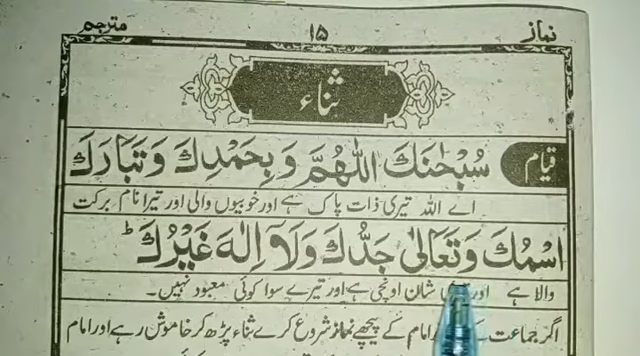 نماز ۱۵ مترجم
ثناء
قیام سُبْحٰنَكَ اللّٰهُمَّ وَبِحَمْدِكَ وَتَبَارَكَ
اے اللہ تیری ذات پاک ہے اور خوبیوں والی اور تیرا نام برکت
اسْمُكَ وَتَعَالٰى جَدُّكَ وَلَآ اِلٰهَ غَيْرُكَ ؕ
والا ہے اور شان اونچی ہے اور تیرے سوا کوئی معبود نہیں۔
اگر جماعت امام کے پیچھے نماز شروع کرے ثناء پڑھ کر خاموش رہے اور امام